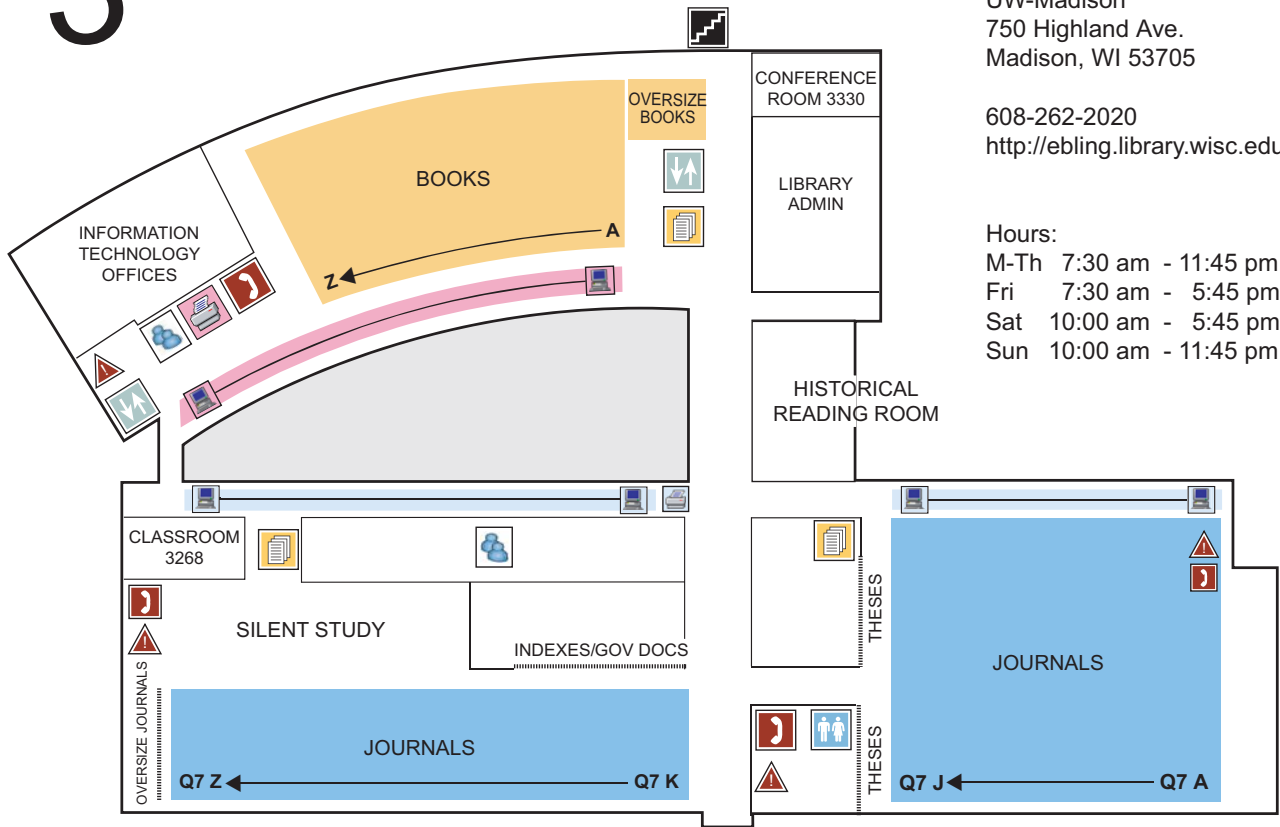 UW-Madison
750 Highland Ave.
Madison, WI 53705
608-262-2020
http://ebling.library.wisc.edu
Hours:
M-Th 7:30 am - 11:45 pm
Fri 7:30 am - 5:45 pm
Sat 10:00 am - 5:45 pm
Sun 10:00 am - 11:45 pm
CONFERENCE
ROOM 3330
OVERSIZE
BOOKS
BOOKS
LIBRARY
ADMIN
A
Z
INFORMATION
TECHNOLOGY
OFFICES
HISTORICAL
READING ROOM
CLASSROOM
3268
SILENT STUDY
INDEXES/GOV DOCS
THESES
JOURNALS
OVERSIZE JOURNALS
JOURNALS
Q7 Z
Q7 K
THESES
Q7 J
Q7 A